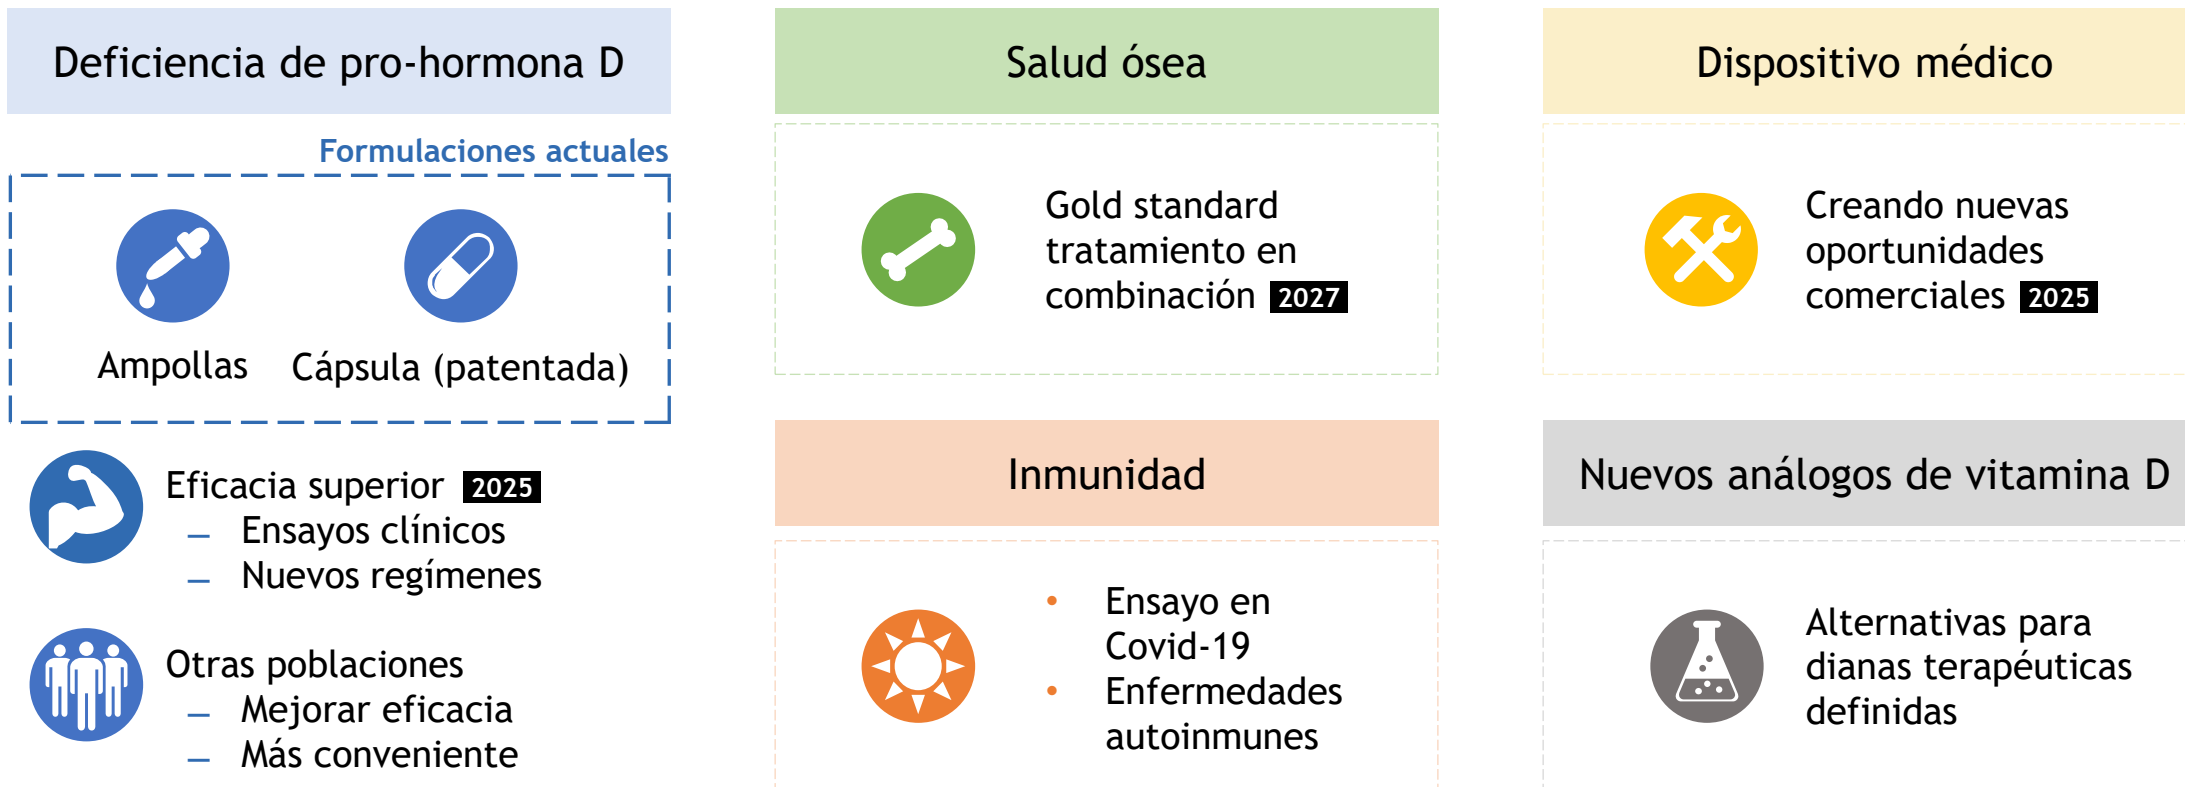 Deficiencia de pro-hormona D
Formulaciones actuales
Ampollas
Cápsula (patentada)
Eficacia superior 2025
— Ensayos clínicos
— Nuevos regímenes
Otras poblaciones
— Mejorar eficacia
— Más conveniente
Salud ósea
Gold standard
tratamiento en
combinación 2027
Inmunidad
• Ensayo en
Covid-19
• Enfermedades
autoinmunes
Dispositivo médico
Creando nuevas
oportunidades
comerciales 2025
Nuevos análogos de vitamina D
Alternativas para
dianas terapéuticas
definidas